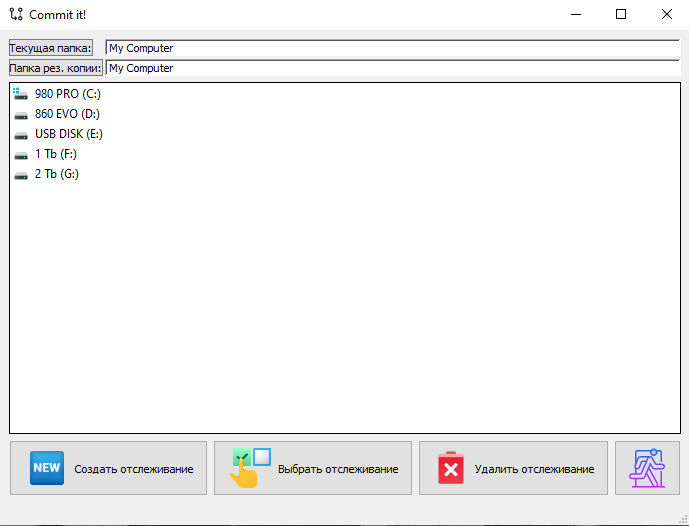 Commit it!
Текущая папка: My Computer
Папка рез. копии: My Computer
980 PRO (C:)
860 EVO (D:)
USB DISK (E:)
1 Tb (F:)
2 Tb (G:)
NEW Создать отслеживание Выбрать отслеживание Удалить отслеживание